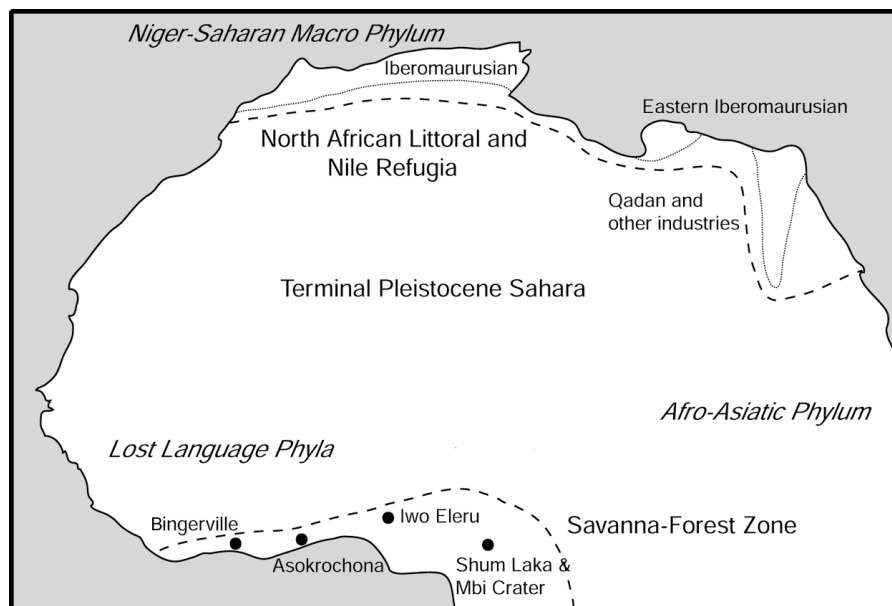 Niger-Saharan Macro Phylum
Iberomaurusian
Eastern Iberomaurusian
North African Littoral and
Nile Refugia
Qadan and
other industries
Terminal Pleistocene Sahara
Afro-Asiatic Phylum
Lost Language Phyla
Bingerville
Iwo Eleru
Savanna-Forest Zone
Asokrochona
Shum Laka &
Mbi Crater